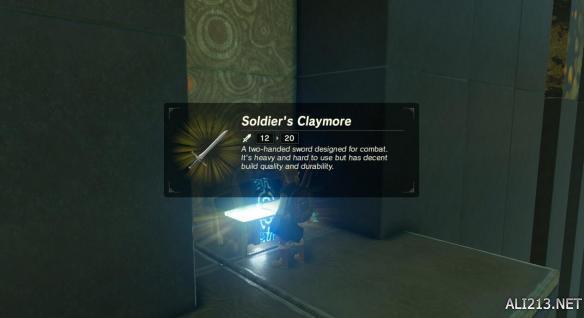 Soldier's Claymore
12 › 20
A two-handed sword designed for combat.
It's heavy and hard to use but has decent
build quality and durability.
ALI213.NET